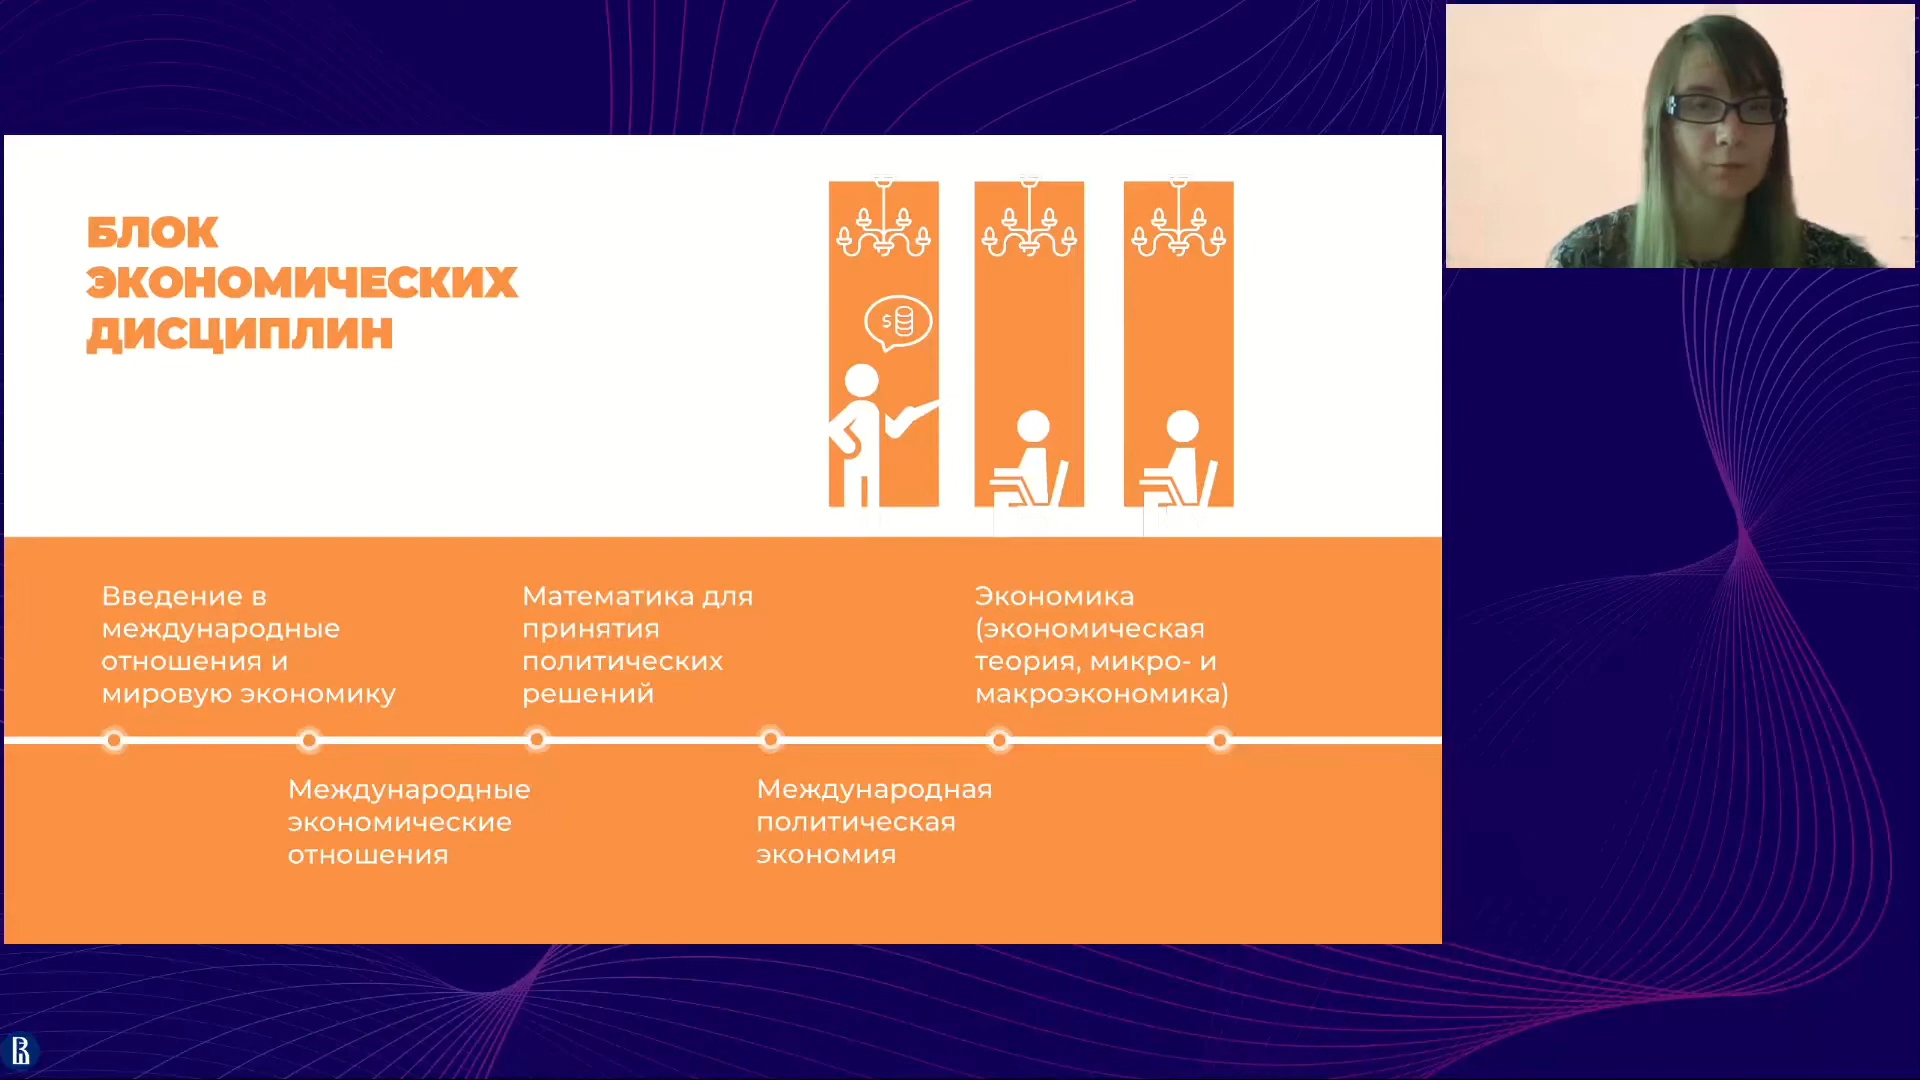 БЛОК
ЭКОНОМИЧЕСКИХ
ДИСЦИПЛИН
$
Введение в
международные
отношения и
мировую экономику
Математика для
принятия
политических
решений
Экономика
(экономическая
теория, микро- и
макроэкономика)
Международные
экономические
отношения
Международная
политическая
экономия